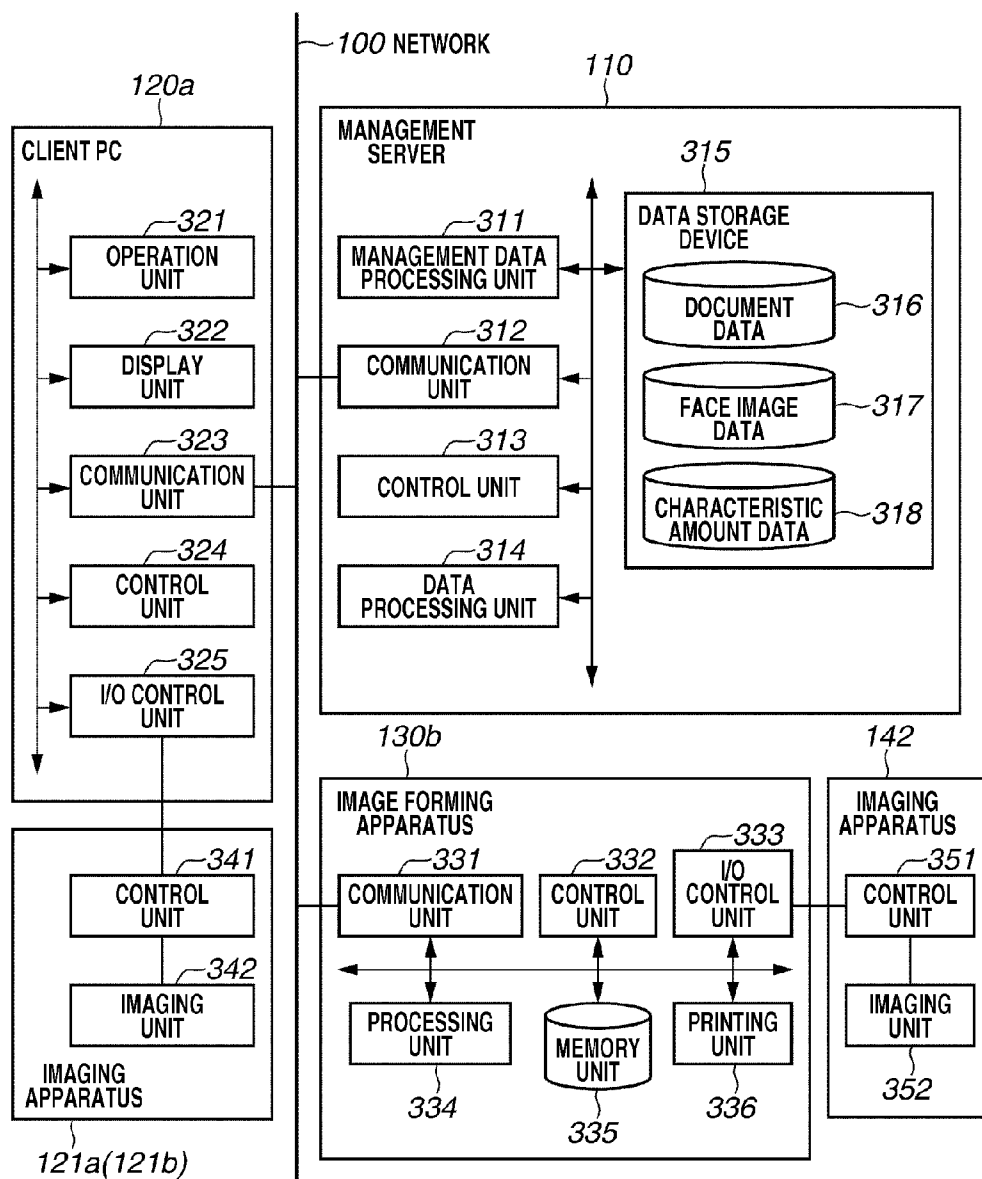 100 NETWORK
120a
CLIENT PC
321
OPERATION
UNIT
322
DISPLAY
UNIT
323
COMMUNICATION
UNIT
324
CONTROL
UNIT
325
I/O CONTROL
UNIT
110
MANAGEMENT
SERVER
311
MANAGEMENT DATA
PROCESSING UNIT
312
COMMUNICATION
UNIT
313
CONTROL UNIT
314
DATA
PROCESSING UNIT
315
DATA STORAGE
DEVICE
DOCUMENT
DATA
316
FACE IMAGE
DATA
317
CHARACTERISTIC
AMOUNT DATA
318
341
CONTROL
UNIT
342
IMAGING
UNIT
IMAGING
APPARATUS
121a(121b)
130b
IMAGE FORMING
APPARATUS
331
COMMUNICATION
UNIT
332
CONTROL
UNIT
333
I/O
CONTROL
UNIT
PROCESSING
UNIT
334
MEMORY
UNIT
335
PRINTING
UNIT
336
142
IMAGING
APPARATUS
351
CONTROL
UNIT
IMAGING
UNIT
352